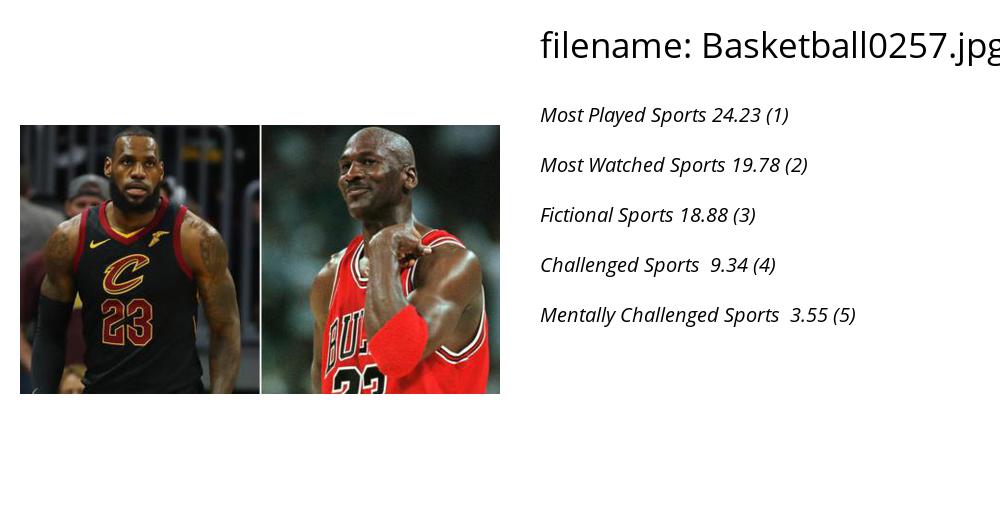 filename: Basketball0257.jpg
Most Played Sports 24.23 (1)
Most Watched Sports 19.78 (2)
Fictional Sports 18.88 (3)
Challenged Sports 9.34 (4)
Mentally Challenged Sports 3.55 (5)
C
23
BUL
23